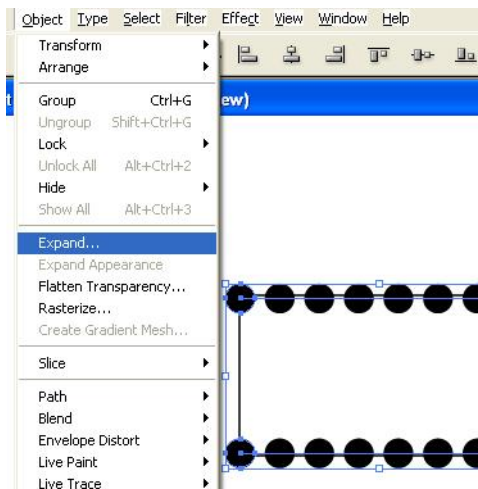 Object Type Select Filter Effect View Window Help
Transform
Arrange
ew)
Group Ctrl+G
Ungroup Shift+Ctrl+G
Lock
Unlock All Alt+Ctrl+2
Hide
Show All Alt+Ctrl+3
Expand...
Expand Appearance
Flatten Transparency...
Rasterize...
Create Gradient Mesh...
Slice
Path
Blend
Envelope Distort
Live Paint
Live Trace